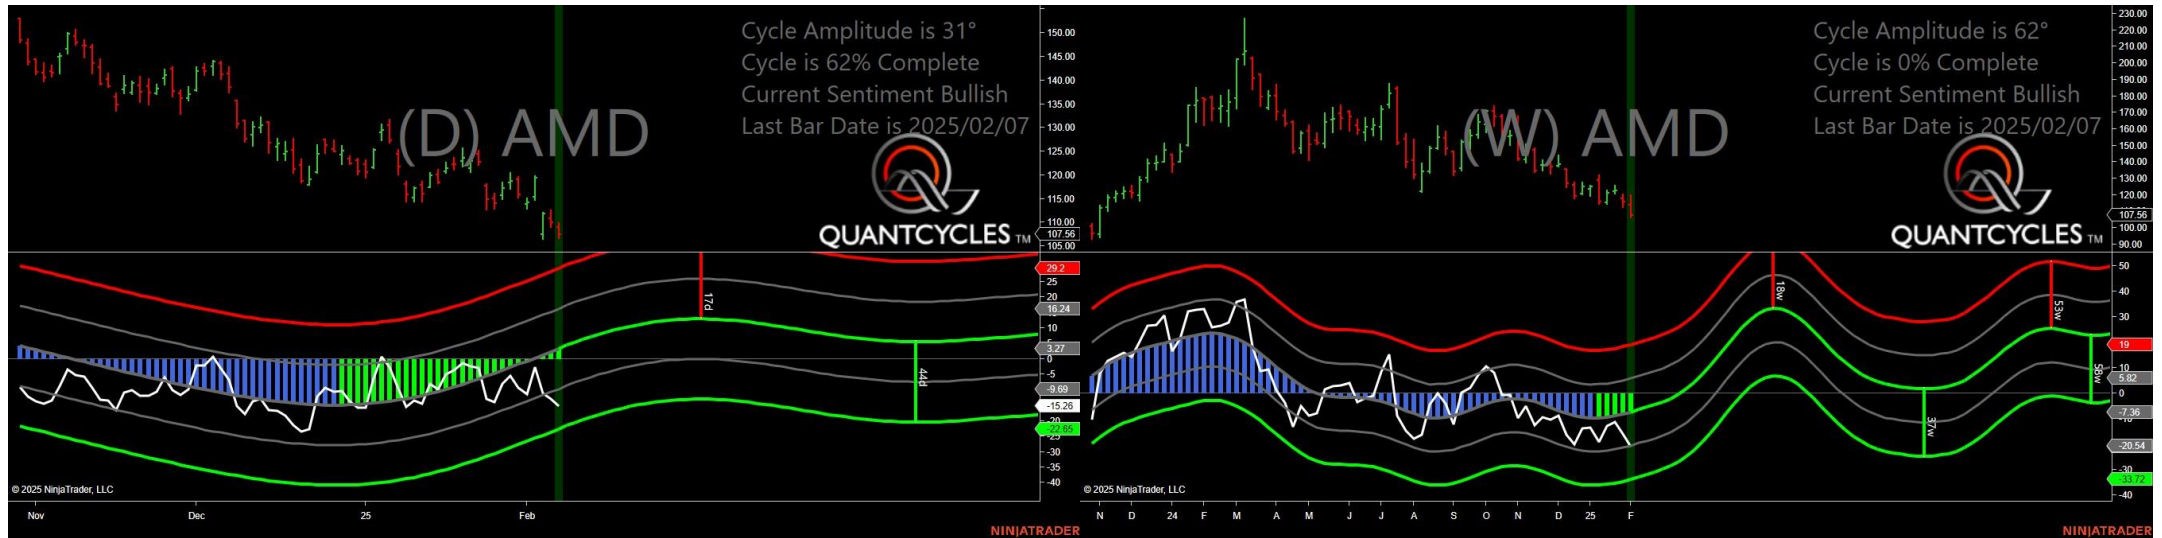 Cycle Amplitude is 31°
Cycle is 62% Complete
Current Sentiment Bullish
Last Bar Date is 2025/02/07
(D) AMD
QUANTCYCLES TM
150.00
145.00
140.00
135.00
130.00
125.00
120.00
115.00
110.00
107.56
105.00
29.2
25
20
16.24
10
5
3.27
0
-5
-9.69
-15.26
-20
-22.65
-25
-30
-35
-40
17d
44d
© 2025 NinjaTrader, LLC
Nov
Dec
25
Feb
NINJATRADER
Cycle Amplitude is 62°
Cycle is 0% Complete
Current Sentiment Bullish
Last Bar Date is 2025/02/07
(W) AMD
QUANTCYCLES TM
230.00
220.00
210.00
200.00
190.00
180.00
170.00
160.00
150.00
140.00
130.00
120.00
107.56
100.00
90.00
50
40
30
19
10
5.82
0
-7.36
-20.54
-30
-33.72
-40
18w
37w
53w
58w
© 2025 NinjaTrader, LLC
N D 24 F M A M J J A S O N D 25 F
NINJATRADER